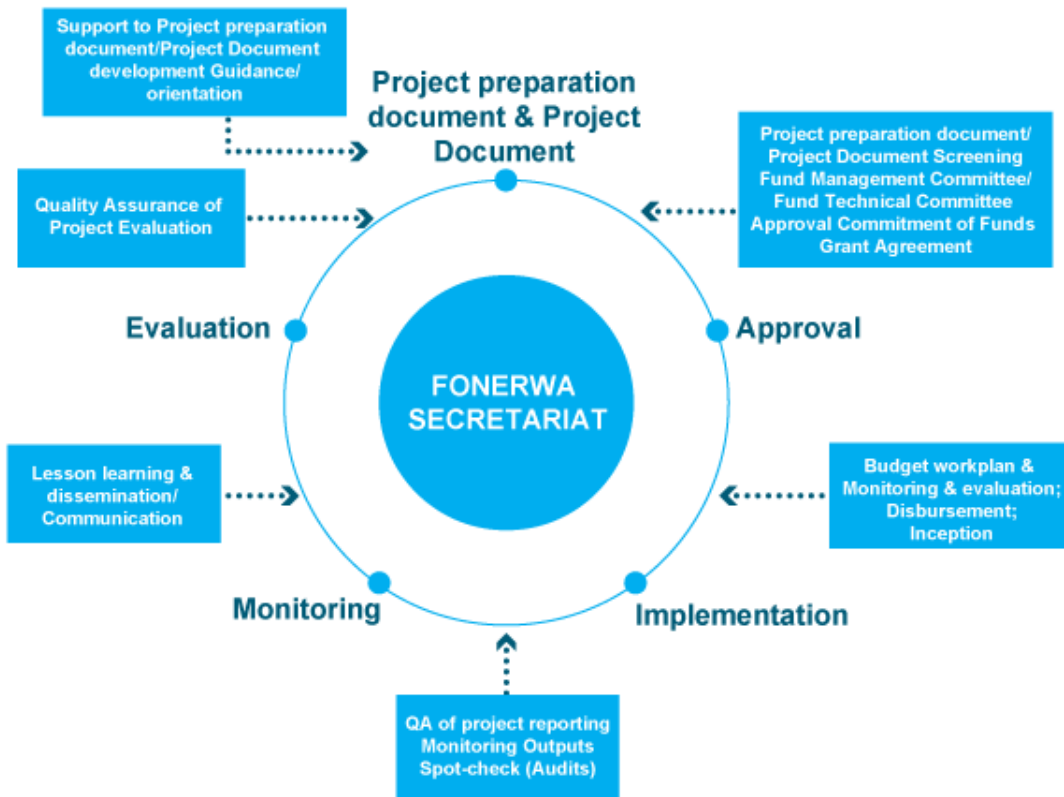 Support to Project preparation
document/Project Document
development Guidance/
orientation
Project preparation
document & Project
Document
Project preparation document/
Project Document Screening
Fund Management Committee/
Fund Technical Committee
Approval Commitment of Funds
Grant Agreement
Quality Assurance of
Project Evaluation
Evaluation
Approval
FONERWA
SECRETARIAT
Lesson learning &
dissemination/
Communication
Budget workplan &
Monitoring & evaluation;
Disbursement;
Inception
Monitoring
Implementation
QA of project reporting
Monitoring Outputs
Spot-check (Audits)